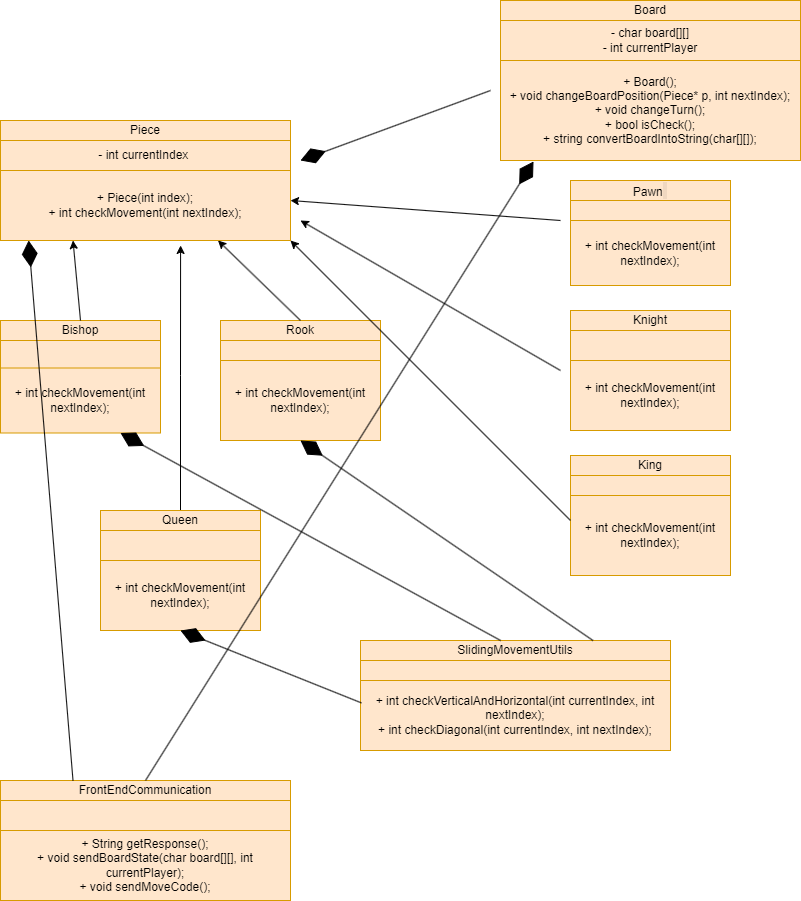 Board
- char board[][]
- int currentPlayer
+ Board();
+ void changeBoardPosition(Piece* p, int nextIndex);
+ void changeTurn();
+ bool isCheck();
+ string convertBoardIntoString(char[][]);
Piece
- int currentIndex
+ Piece(int index);
+ int checkMovement(int nextIndex);
Pawn
+ int checkMovement(int
nextIndex);
Bishop
+ int checkMovement(int
nextIndex);
Rook
+ int checkMovement(int
nextIndex);
Knight
+ int checkMovement(int
nextIndex);
King
+ int checkMovement(int
nextIndex);
Queen
+ int checkMovement(int
nextIndex);
SlidingMovementUtils
+ int checkVerticalAndHorizontal(int currentIndex, int
nextIndex);
+ int checkDiagonal(int currentIndex, int nextIndex);
FrontEndCommunication
+ String getResponse();
+ void sendBoardState(char board[][], int
currentPlayer);
+ void sendMoveCode();